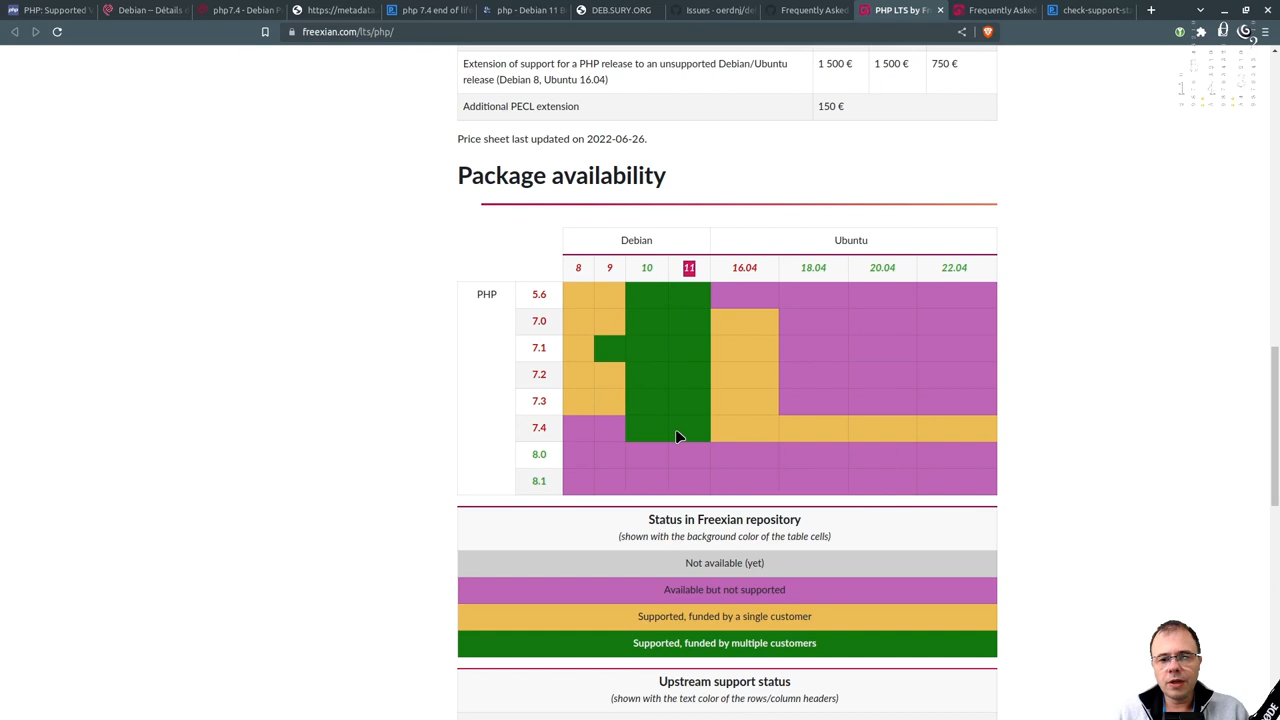 PHP: Supported V
Debian -- Détails d
php7.4 - Debian P
https://metadata.
php 7.4 end of life
php - Debian 11 B
DEB.SURY.ORG
Issues · oerdnj/de
Frequently Asked
PHP LTS by Fr
Frequently Asked
check-support-st
freexian.com/lts/php/
Extension of support for a PHP release to an unsupported Debian/Ubuntu release (Debian 8, Ubuntu 16.04) 1 500 € 1 500 € 750 €
Additional PECL extension 150 €
Price sheet last updated on 2022-06-26.
Package availability
Debian Ubuntu
8 9 10 11 16.04 18.04 20.04 22.04
PHP 5.6
7.0
7.1
7.2
7.3
7.4
8.0
8.1
Status in Freexian repository
(shown with the background color of the table cells)
Not available (yet)
Available but not supported
Supported, funded by a single customer
Supported, funded by multiple customers
Upstream support status
(shown with the text color of the rows/column headers)